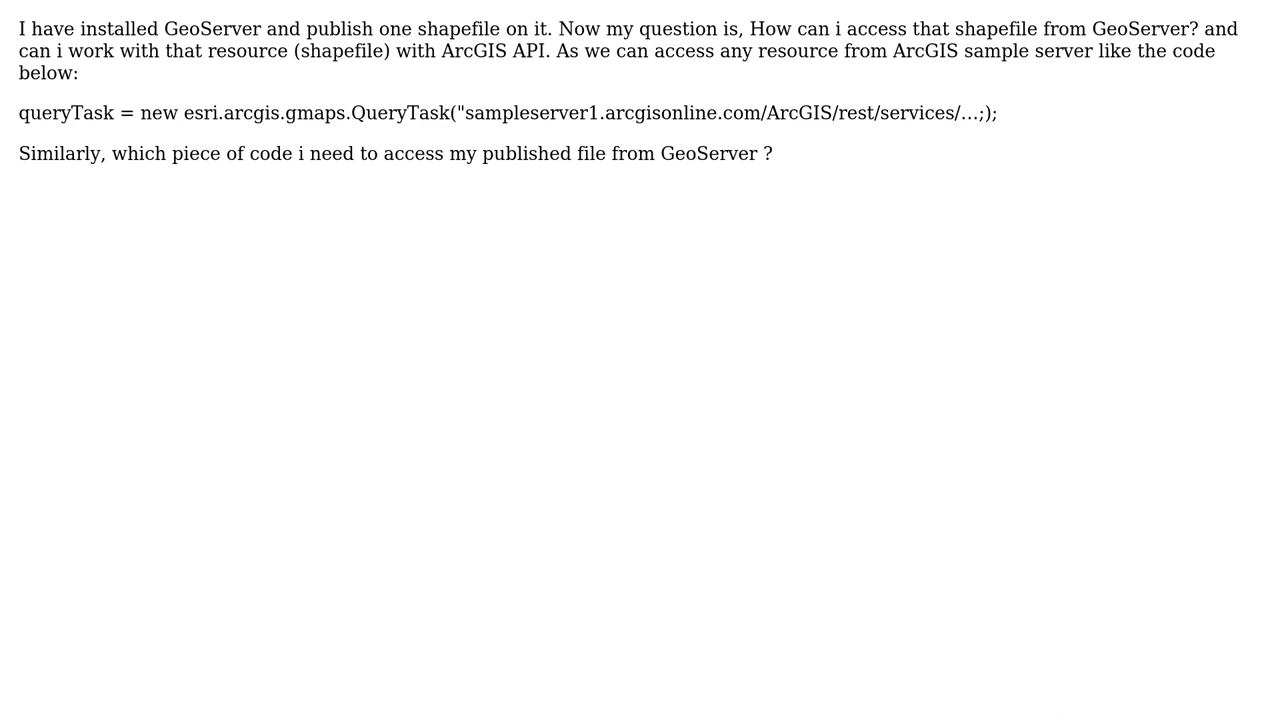 I have installed GeoServer and publish one shapefile on it. Now my question is, How can i access that shapefile from GeoServer? and
can i work with that resource (shapefile) with ArcGIS API. As we can access any resource from ArcGIS sample server like the code
below:
queryTask = new esri.arcgis.gmaps.QueryTask("sampleserver1.arcgisonline.com/ArcGIS/rest/services/…;);
Similarly, which piece of code i need to access my published file from GeoServer ?